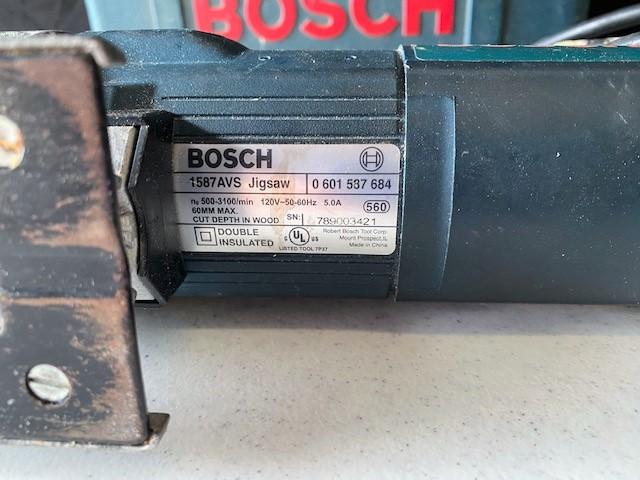 BOSCH
BOSCH
1587AVS Jigsaw 0 601 537 684
n₀ 500-3100/min 120V~50-60Hz 5.0A
60MM MAX. 560
CUT DEPTH IN WOOD SN: 789003421
DOUBLE
INSULATED
C UL US
LISTED TOOL 7P37
Robert Bosch Tool Corp
Mount Prospect,IL
Made in China